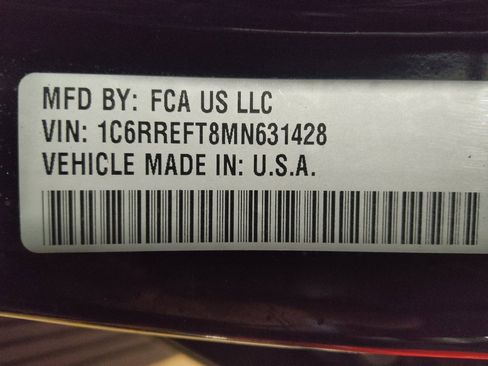 MFD BY: FCA US LLC
VIN: 1C6RREFT8MN631428
VEHICLE MADE IN: U.S.A.